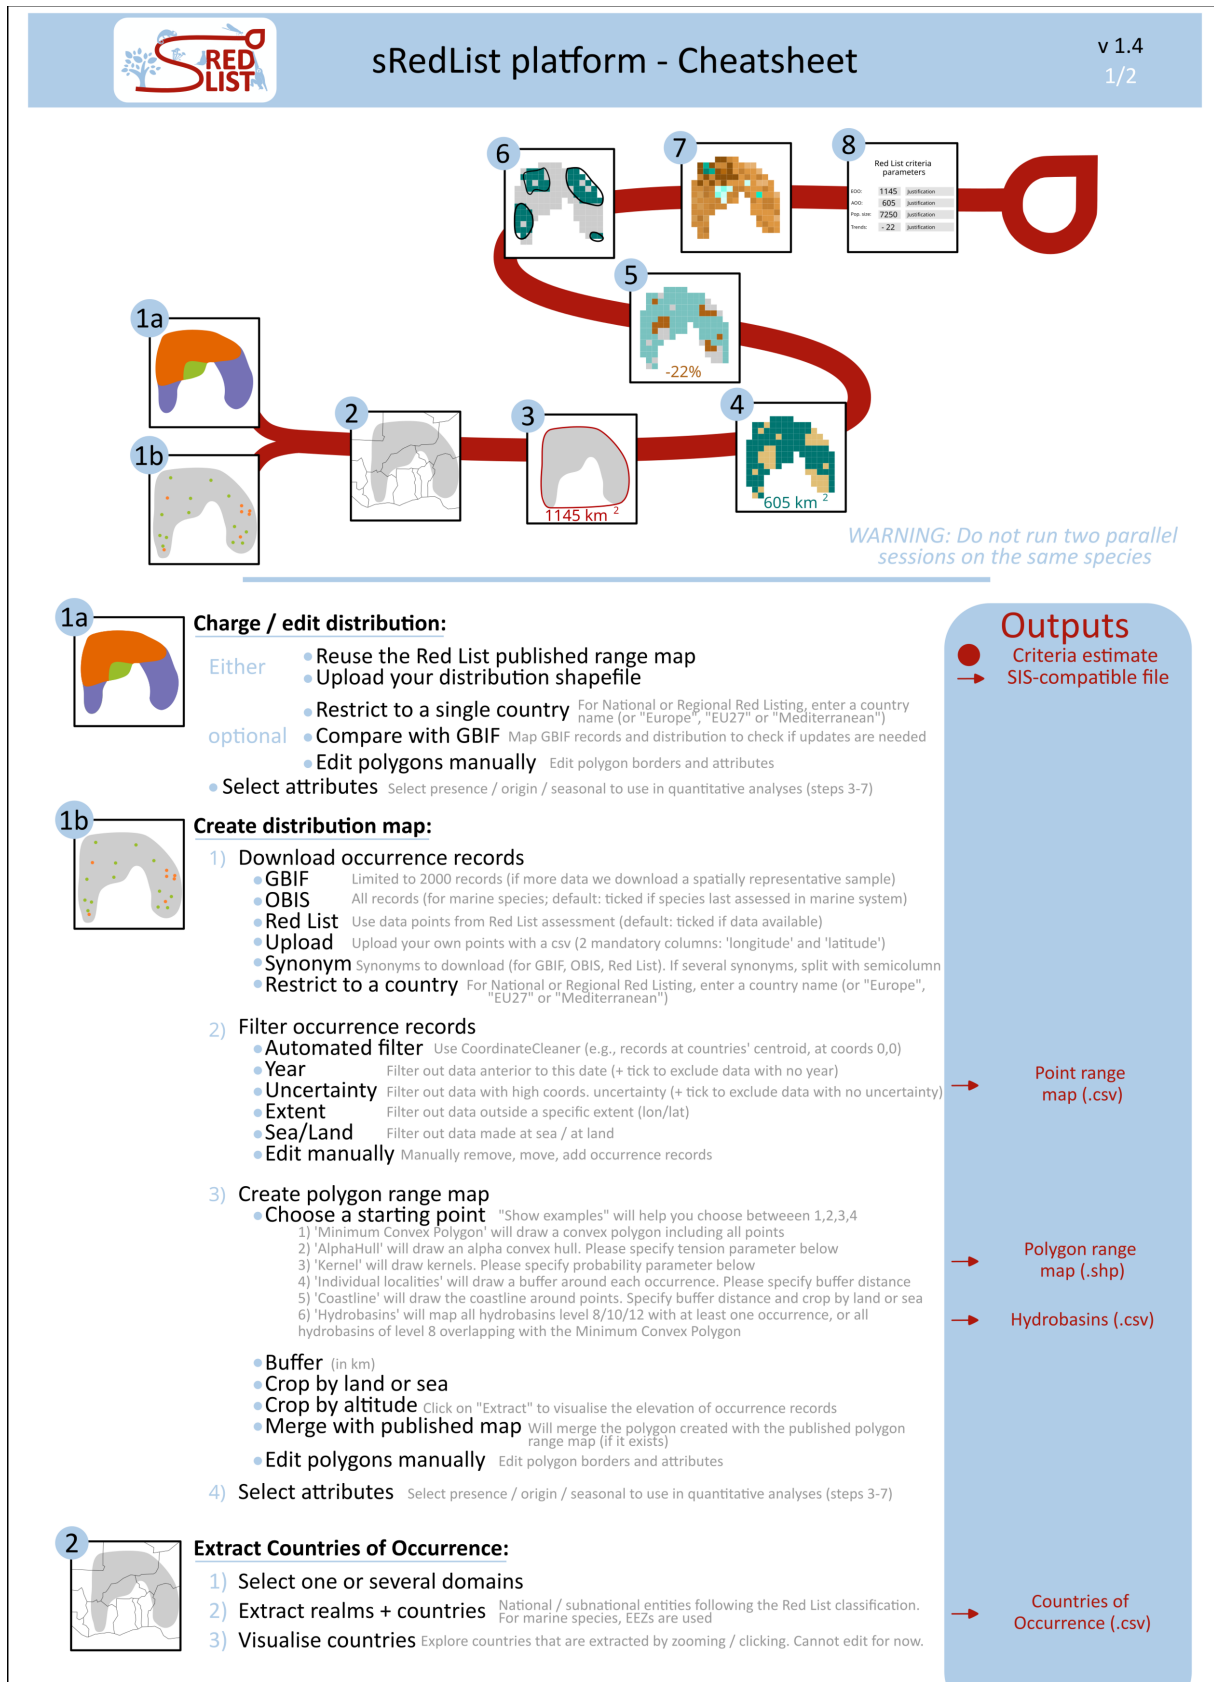 RED
LIST
sRedList platform - Cheatsheet
v 1.4
1/2
6
7
8
Red List criteria
parameters
EOO: 1145 Justification
AOO: 605 Justification
Pop. size: 7250 Justification
Trends: - 22 Justification
5
-22%
1a
1b
2
3
1145 km 2
4
605 km 2
WARNING: Do not run two parallel
sessions on the same species
1a
Charge / edit distribution:
Either
Reuse the Red List published range map
Upload your distribution shapefile
optional
Restrict to a single country For National or Regional Red Listing, enter a country
name (or "Europe", "EU27" or "Mediterranean")
Compare with GBIF Map GBIF records and distribution to check if updates are needed
Edit polygons manually Edit polygon borders and attributes
Select attributes Select presence / origin / seasonal to use in quantitative analyses (steps 3-7)
1b
Create distribution map:
1) Download occurrence records
GBIF Limited to 2000 records (if more data we download a spatially representative sample)
OBIS All records (for marine species; default: ticked if species last assessed in marine system)
Red List Use data points from Red List assessment (default: ticked if data available)
Upload Upload your own points with a csv (2 mandatory columns: 'longitude' and 'latitude')
Synonym Synonyms to download (for GBIF, OBIS, Red List). If several synonyms, split with semicolumn
Restrict to a country For National or Regional Red Listing, enter a country name (or "Europe",
"EU27" or "Mediterranean")
2) Filter occurrence records
Automated filter Use CoordinateCleaner (e.g., records at countries' centroid, at coords 0,0)
Year Filter out data anterior to this date (+ tick to exclude data with no year)
Uncertainty Filter out data with high coords. uncertainty (+ tick to exclude data with no uncertainty)
Extent Filter out data outside a specific extent (lon/lat)
Sea/Land Filter out data made at sea / at land
Edit manually Manually remove, move, add occurrence records
3) Create polygon range map
Choose a starting point "Show examples" will help you choose betweeen 1,2,3,4
1) 'Minimum Convex Polygon' will draw a convex polygon including all points
2) 'AlphaHull' will draw an alpha convex hull. Please specify tension parameter below
3) 'Kernel' will draw kernels. Please specify probability parameter below
4) 'Individual localities' will draw a buffer around each occurrence. Please specify buffer distance
5) 'Coastline' will draw the coastline around points. Specify buffer distance and crop by land or sea
6) 'Hydrobasins' will map all hydrobasins level 8/10/12 with at least one occurrence, or all
hydrobasins of level 8 overlapping with the Minimum Convex Polygon
Buffer (in km)
Crop by land or sea
Crop by altitude Click on "Extract" to visualise the elevation of occurrence records
Merge with published map Will merge the polygon created with the published polygon
range map (if it exists)
Edit polygons manually Edit polygon borders and attributes
4) Select attributes Select presence / origin / seasonal to use in quantitative analyses (steps 3-7)
2
Extract Countries of Occurrence:
1) Select one or several domains
2) Extract realms + countries National / subnational entities following the Red List classification.
For marine species, EEZs are used
3) Visualise countries Explore countries that are extracted by zooming / clicking. Cannot edit for now.
Outputs
Criteria estimate
SIS-compatible file
Point range
map (.csv)
Polygon range
map (.shp)
Hydrobasins (.csv)
Countries of
Occurrence (.csv)